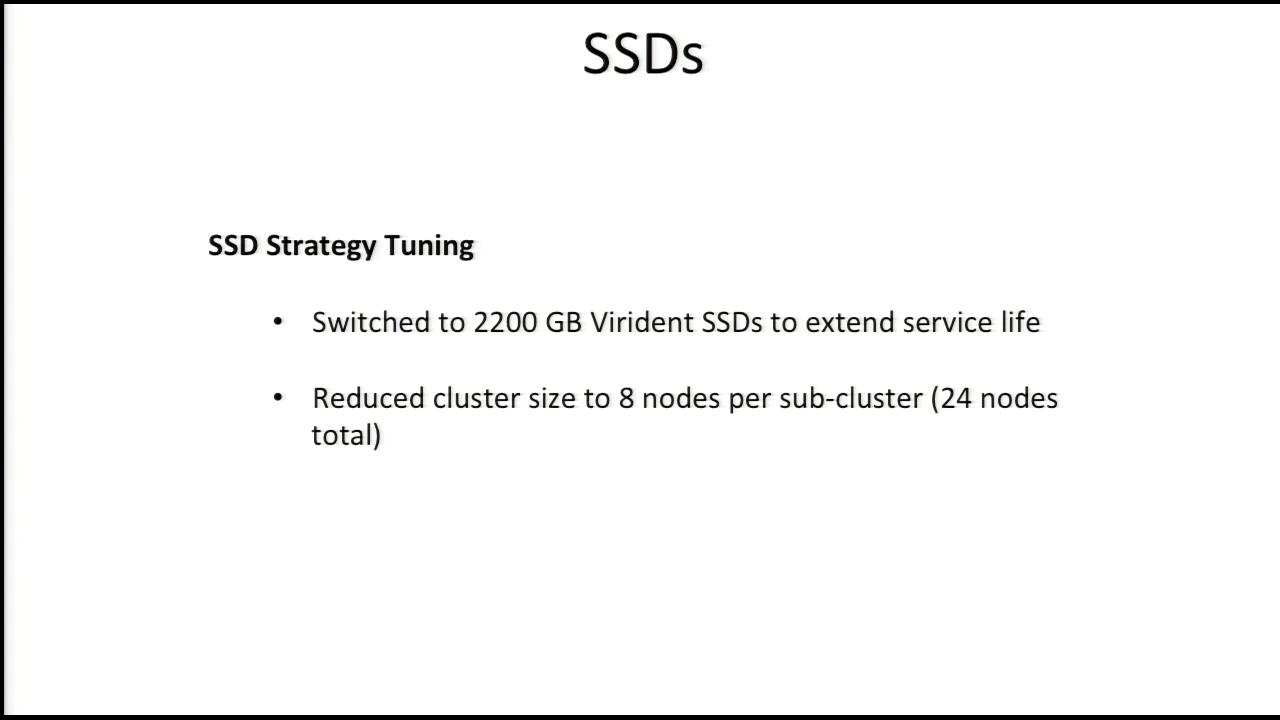 SSDs
SSD Strategy Tuning
• Switched to 2200 GB Virident SSDs to extend service life
• Reduced cluster size to 8 nodes per sub-cluster (24 nodes
total)